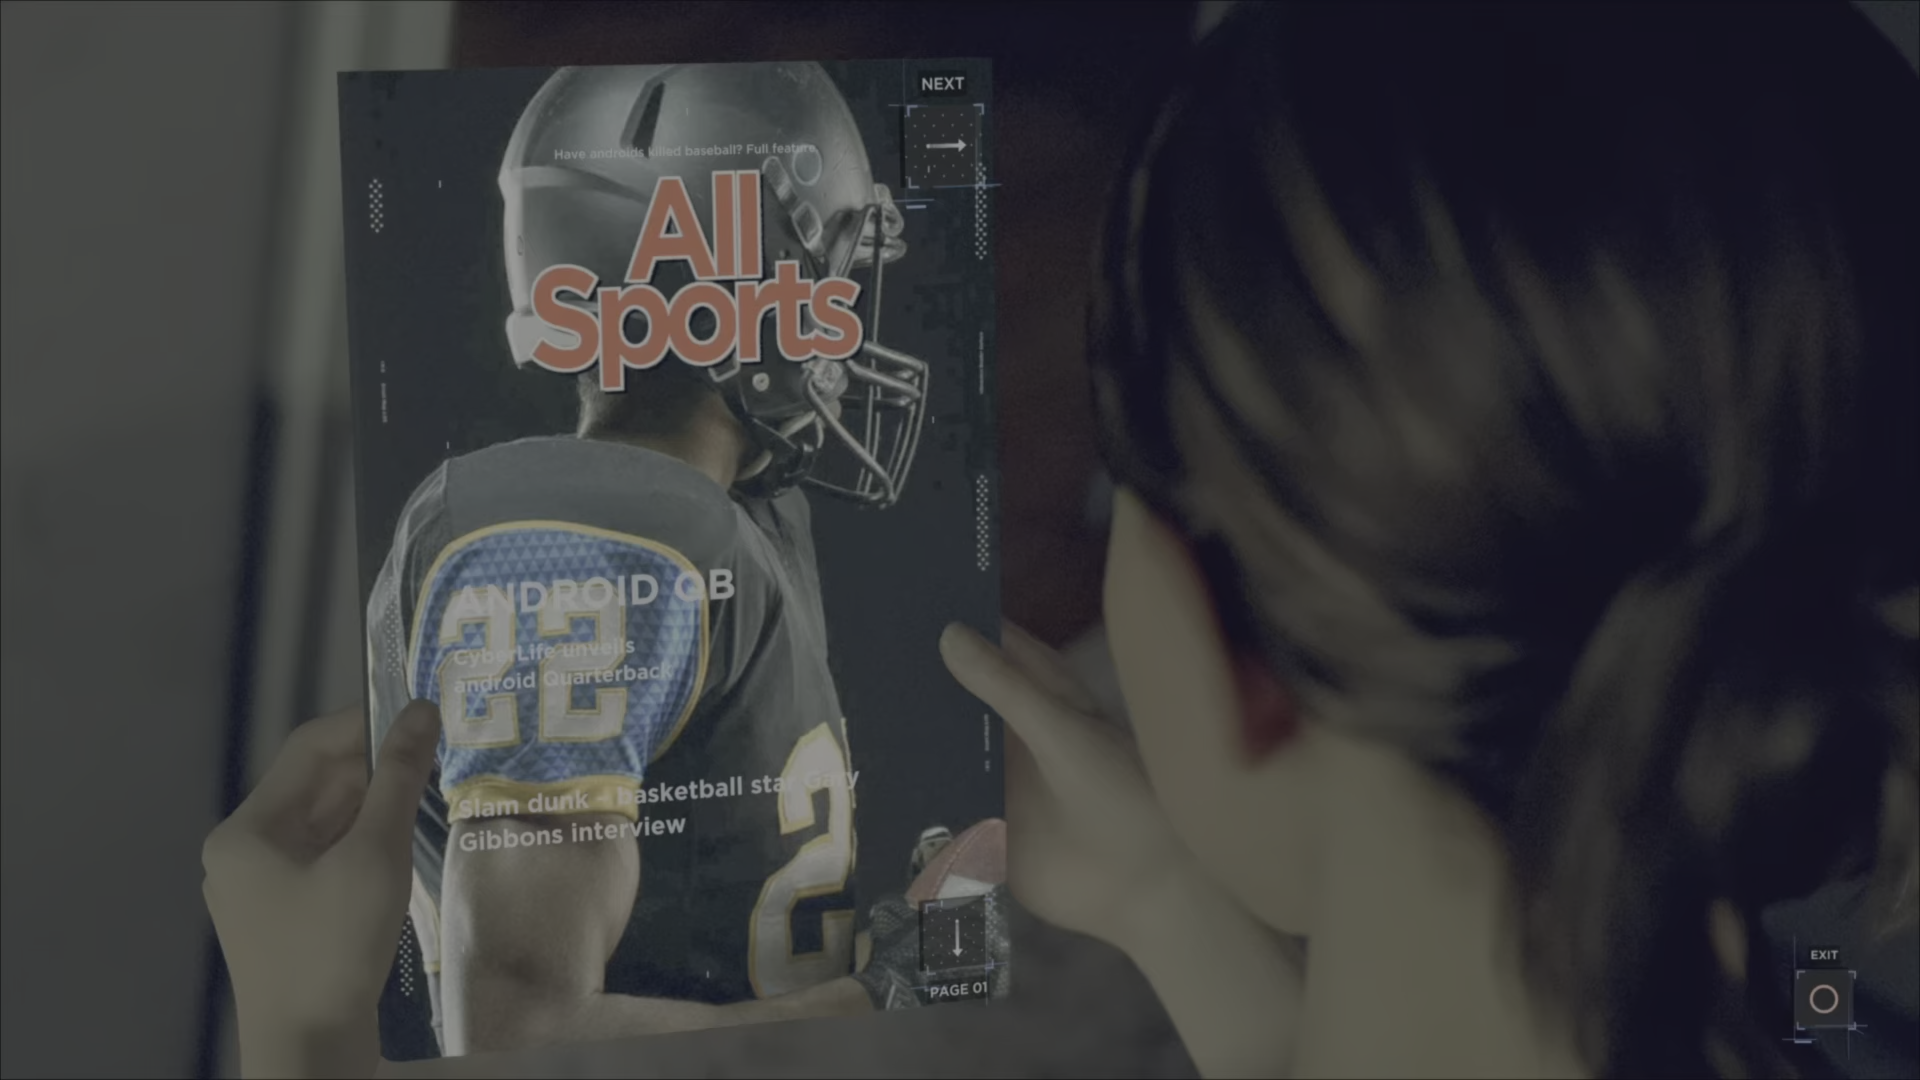 NEXT
Have androids killed baseball? Full feature.
All
Sports
ANDROID QB
22
CyberLife unveils
android Quarterback
Slam dunk - basketball star Gary
Gibbons interview
2
PAGE 01
EXIT